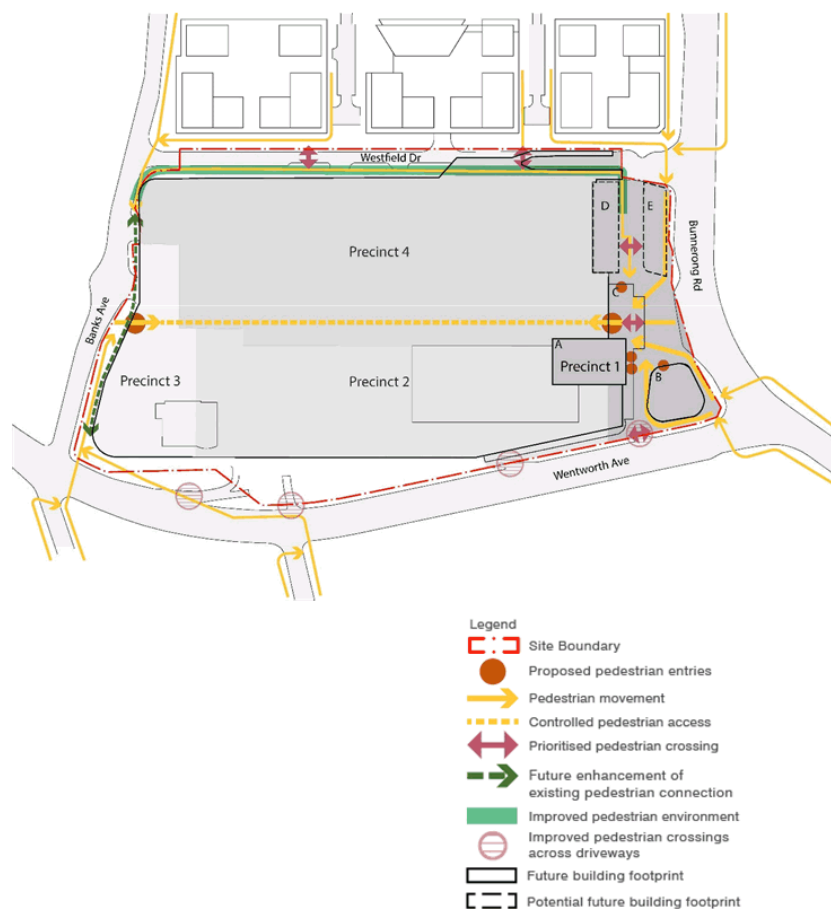 Westfield Dr
D
E
Bunnerong Rd
Precinct 4
C
Banks Ave
A
Precinct 3
Precinct 2
Precinct 1
B
Wentworth Ave
Legend
Site Boundary
Proposed pedestrian entries
Pedestrian movement
Controlled pedestrian access
Prioritised pedestrian crossing
Future enhancement of
existing pedestrian connection
Improved pedestrian environment
Improved pedestrian crossings
across driveways
Future building footprint
Potential future building footprint